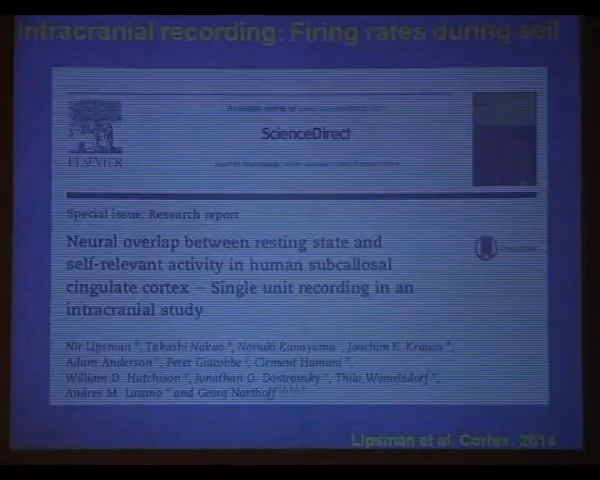 intracranial recording: Firing rates during self
ScienceDirect
ELSEVIER
Special issue: Research report
Neural overlap between resting state and
self-relevant activity in human subcallosal
cingulate cortex – Single unit recording in an
intracranial study
Nir Lipsman, Takashi Nakao, Noriaki Kanayama, Joachim K. Krauss,
Adam Anderson, Peter Giacobbe, Clement Hamani,
William D. Hutchison, Jonathan O. Dostrovsky, Thilo Womelsdorf,
Andres M. Lozano and Georg Northoff
Lipsman et al. Cortex, 2014